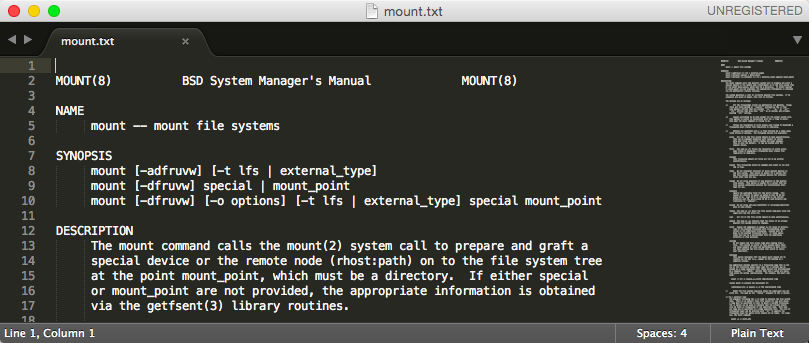 mount.txt
UNREGISTERED
mount.txt ×
1
2 MOUNT(8) BSD System Manager's Manual MOUNT(8)
3
4 NAME
5 mount -- mount file systems
6
7 SYNOPSIS
8 mount [-adfruvw] [-t lfs | external_type]
9 mount [-dfruvw] special | mount_point
10 mount [-dfruvw] [-o options] [-t lfs | external_type] special mount_point
11
12 DESCRIPTION
13 The mount command calls the mount(2) system call to prepare and graft a
14 special device or the remote node (rhost:path) on to the file system tree
15 at the point mount_point, which must be a directory.  If either special
16 or mount_point are not provided, the appropriate information is obtained
17 via the getfsent(3) library routines.
18
Line 1, Column 1
Spaces: 4
Plain Text